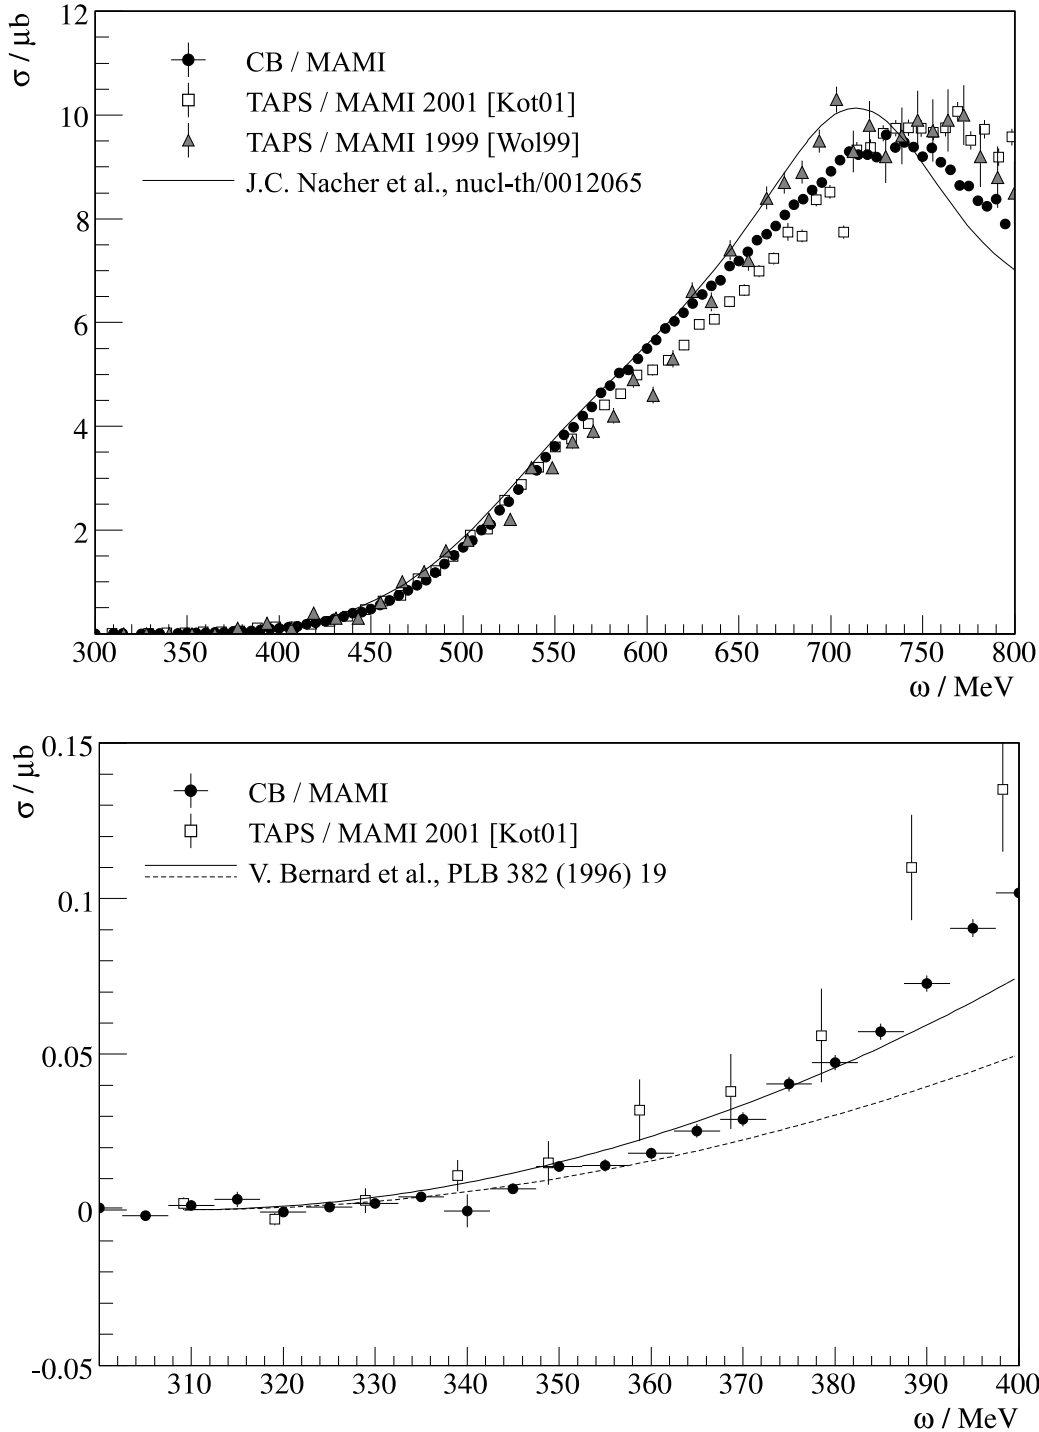 σ / μb
12
10
8
6
4
2
CB / MAMI
TAPS / MAMI 2001 [Kot01]
TAPS / MAMI 1999 [Wol99]
J.C. Nacher et al., nucl-th/0012065
300 350 400 450 500 550 600 650 700 750 800
ω / MeV
σ / μb
0.15
0.1
0.05
0
-0.05
CB / MAMI
TAPS / MAMI 2001 [Kot01]
V. Bernard et al., PLB 382 (1996) 19
310 320 330 340 350 360 370 380 390 400
ω / MeV